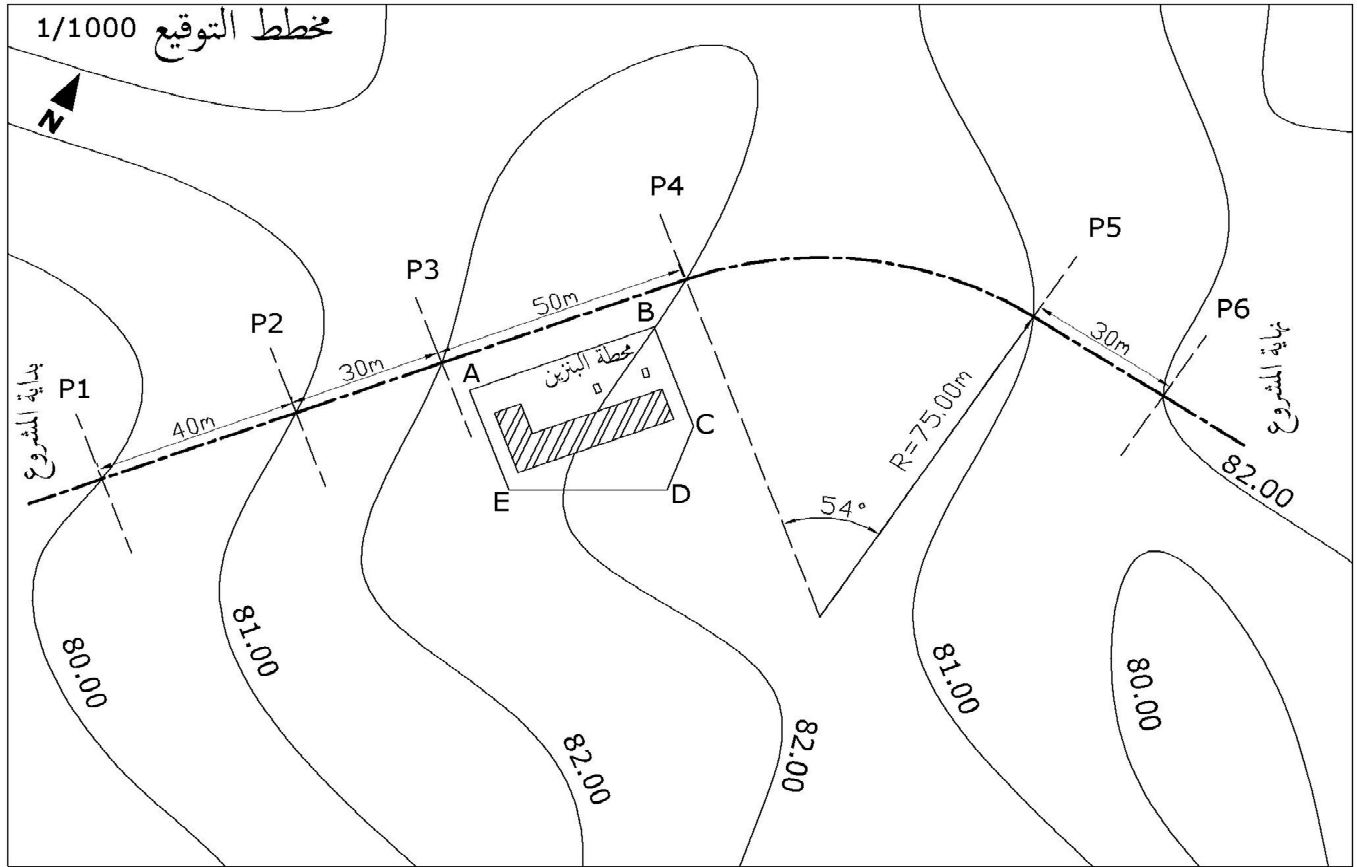 مخطط التوقيع 1/1000
N
P4
P5
P3
50m
P6
B
P2
30m
30m
محطة البنزين
A
نهاية المشروع
بداية المشروع
P1
40m
C
R=75.00m
82.00
54°
E
D
80.00
81.00
81.00
80.00
82.00
82.00